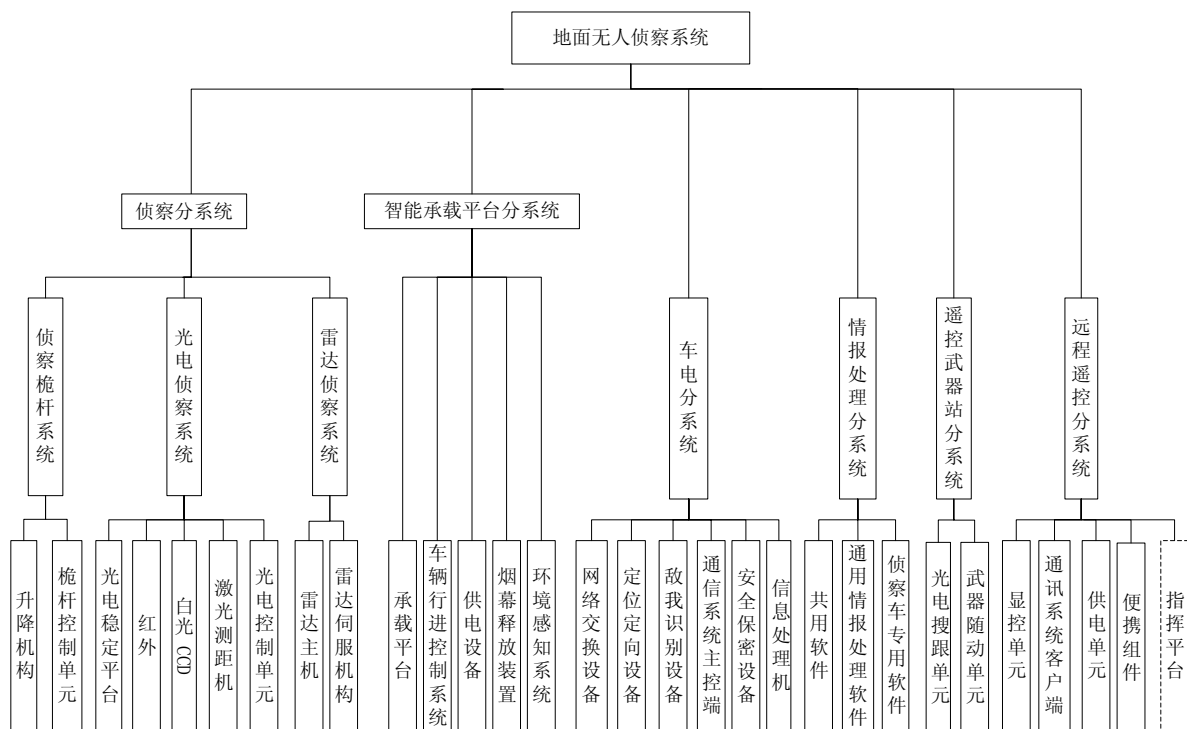 地面无人侦察系统
侦察分系统
智能承载平台分系统
侦察桅杆系统
光电侦察系统
雷达侦察系统
车电分系统
情报处理分系统
遥控武器站分系统
远程遥控分系统
升降机构
桅杆控制单元
光电稳定平台
红外
白光CCD
激光测距机
光电控制单元
雷达主机
雷达伺服机构
承载平台
车辆行进控制系统
供电设备
烟幕释放装置
环境感知系统
网络交换设备
定位定向设备
敌我识别设备
通信系统主控端
安全保密设备
信息处理机
共用软件
通用情报处理软件
侦察车专用软件
光电搜跟单元
武器随动单元
显控单元
通讯系统客户端
供电单元
便携组件
指挥平台